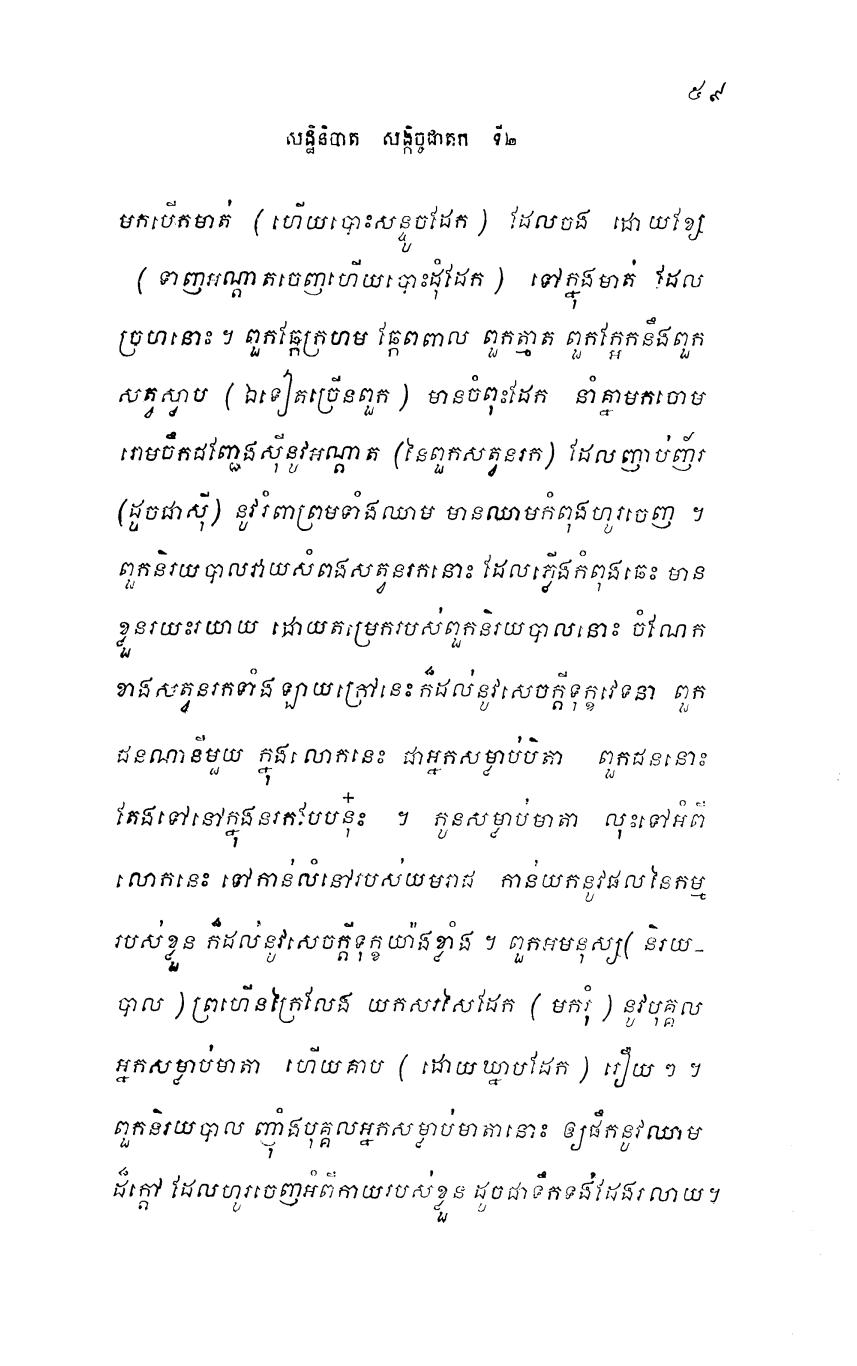 ៥៩
សដ្ឋិនិបាត សង្កិច្ចជាតក ទី២
មកបើកមាត់ (ហើយបោះសន្ទូចដែក) ដែលចង ដោយខ្សែ
(ទាញអណ្តាតចេញហើយបោះដុំដែក) ទៅក្នុងមាត់ ដែល
ច្រហនោះ ។ ពួកឆ្កែក្រហម ឆ្កែពពាល ពួកត្មាត ពួកក្អែកនឹងពួក
សត្វស្លាប (ឯទៀតច្រើនពួក) មានចំពុះដែក នាំគ្នាមកចោម
រោមចឹកដញ្ជែងស៊ីនូវអណ្តាត (នៃពួកសត្វនរក) ដែលញាប់ញ័រ
(ដូចជាស៊ី) នូវរំពាព្រមទាំងឈាម មានឈាមកំពុងហូរចេញ ។
ពួកនិរយបាលវាយសំពងសត្វនរកនោះ ដែលភ្លើងកំពុងឆេះ មាន
ខ្លួនរយះរយាយ ដោយតម្រេករបស់ពួកនិរយបាលនោះ ចំណែក
ខាងសត្វនរកទាំងឡាយក្រៅនេះ ក៏ដល់នូវសេចក្តីទុក្ខវេទនា ពួក
ជនណានីមួយ ក្នុងលោកនេះ ជាអ្នកសម្លាប់បិតា ពួកជននោះ
តែងទៅនៅក្នុងនរកបែបនុ៎ះ ។ កូនសម្លាប់មាតា លុះទៅអំពី
លោកនេះ ទៅកាន់លំនៅរបស់យមរាជ កាន់យកនូវផលនៃកម្ម
របស់ខ្លួន ក៏ដល់នូវសេចក្តីទុក្ខយ៉ាងខ្លាំង ។ ពួកអមនុស្ស(និរយ-
បាល) ព្រហើនក្រៃលែង យកសរសៃដែក (មករុំ) នូវបុគ្គល
អ្នកសម្លាប់មាតា ហើយគាប (ដោយឃ្នាបដែក) រឿយ ៗ ។
ពួកនិរយបាល ញ៉ាំងបុគ្គលអ្នកសម្លាប់មាតានោះ ឲ្យផឹកនូវឈាម
ដ៏ក្តៅ ដែលហូរចេញអំពីកាយរបស់ខ្លួន ដូចជាទឹកទង់ដែងរលាយ។